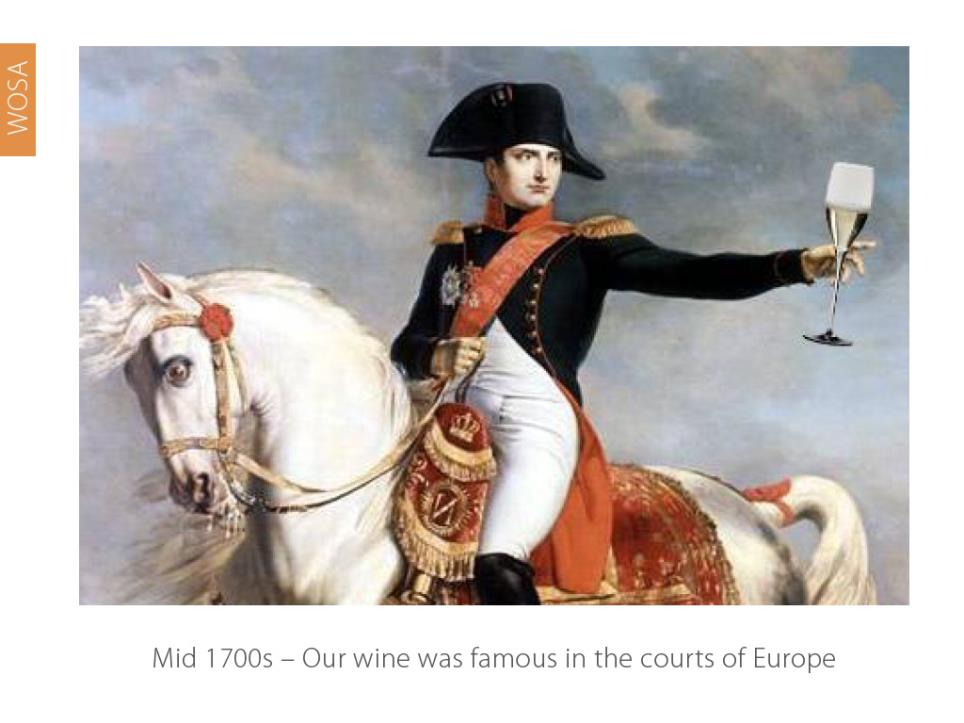 WOSA
Mid 1700s – Our wine was famous in the courts of Europe